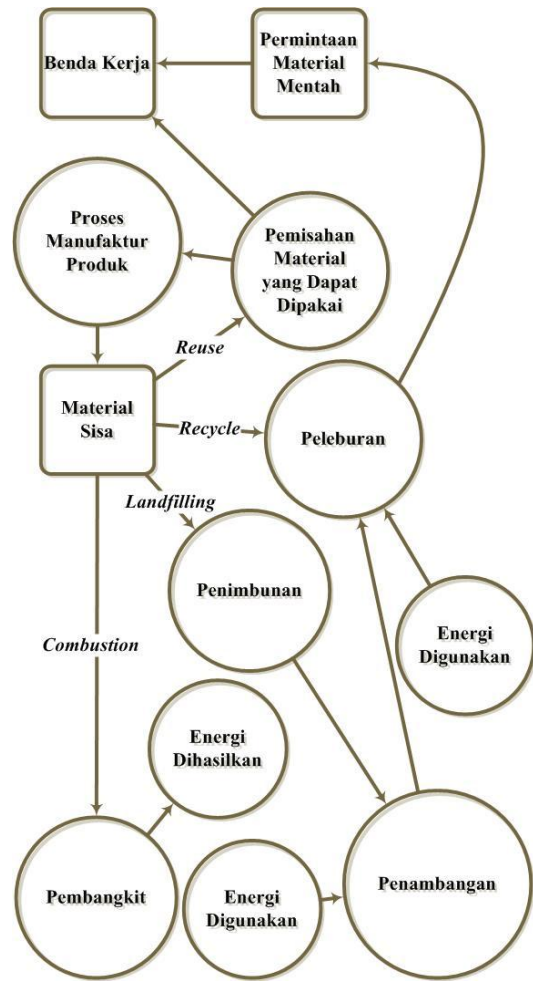 Benda Kerja
Permintaan
Material
Mentah
Proses
Manufaktur
Produk
Pemisahan
Material
yang Dapat
Dipakai
Reuse
Material
Sisa
Recycle
Peleburan
Landfilling
Penimbunan
Energi
Digunakan
Combustion
Energi
Dihasilkan
Pembangkit
Energi
Digunakan
Penambangan